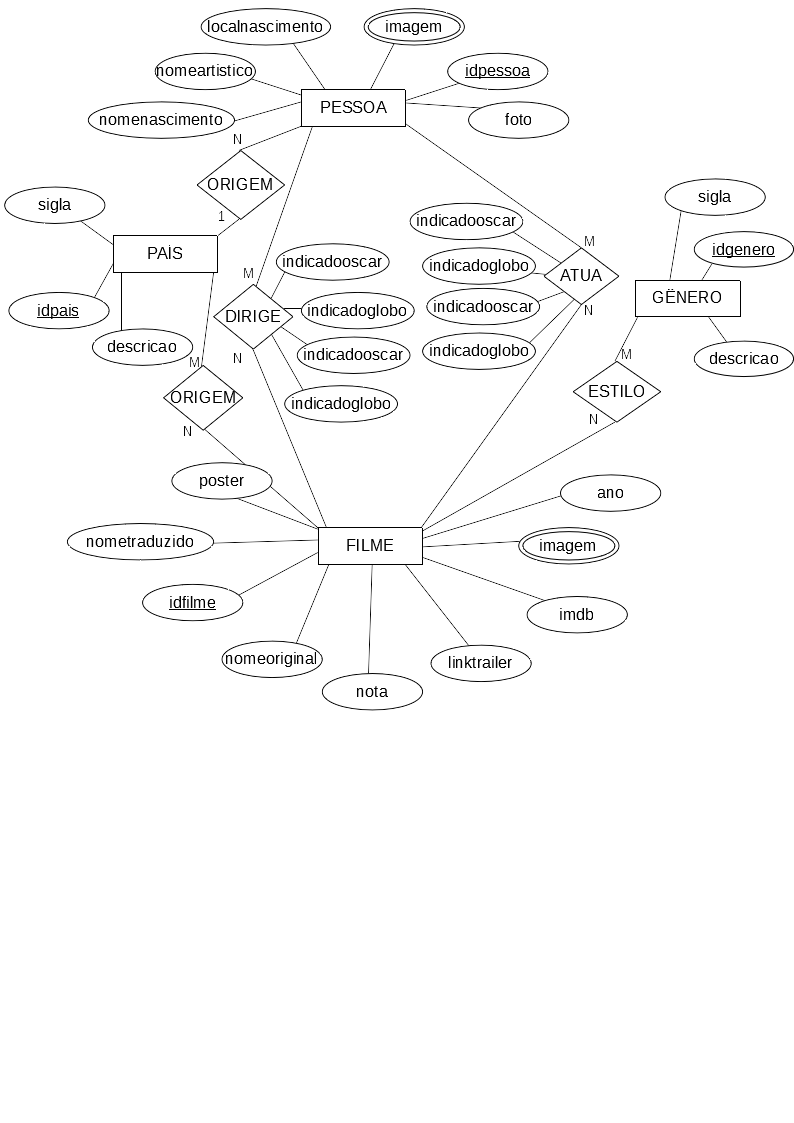 localnascimento
imagem
nomeartistico
idpessoa
PESSOA
nomenascimento
foto
N
ORIGEM
1
sigla
PAÍS
idpais
descricao
sigla
idgenero
GÊNERO
descricao
indicadooscar
indicadoglobo
indicadooscar
indicadoglobo
M
ATUA
N
indicadooscar
indicadoglobo
indicadooscar
indicadoglobo
M
DIRIGE
N
M
ORIGEM
N
M
ESTILO
N
poster
ano
nometraduzido
FILME
imagem
idfilme
imdb
nomeoriginal
linktrailer
nota